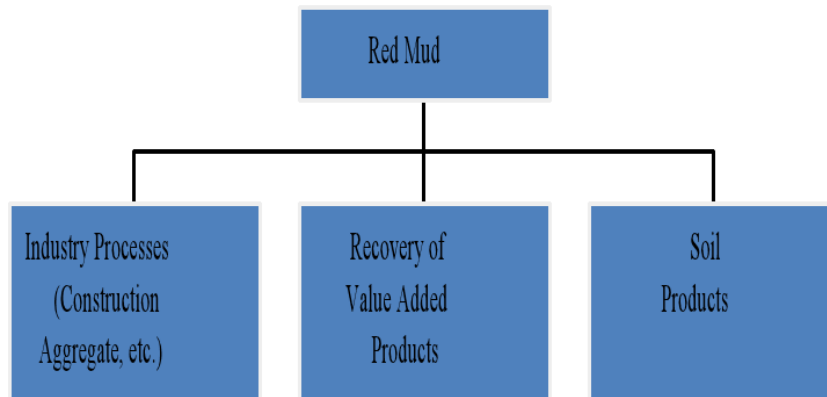 Red Mud
Industry Processes
(Construction
Aggregate, etc.)
Recovery of
Value Added
Products
Soil
Products